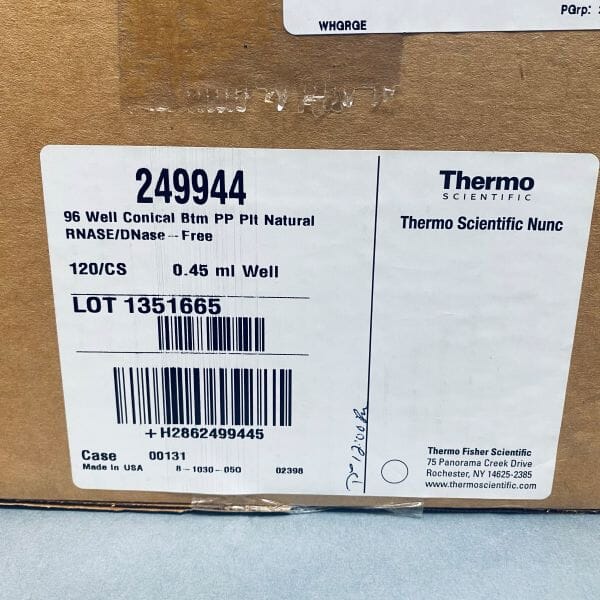 PGrp:
WHGRGE
249944
96 Well Conical Btm PP Plt Natural
RNASE/DNase--Free
120/CS 0.45 ml Well
LOT 1351665
+H2862499445
Case 00131
Made in USA 8-1030-050 02398
Thermo
SCIENTIFIC
Thermo Scientific Nunc
12:00
Thermo Fisher Scientific
75 Panorama Creek Drive
Rochester, NY 14625-2385
www.thermoscientific.com